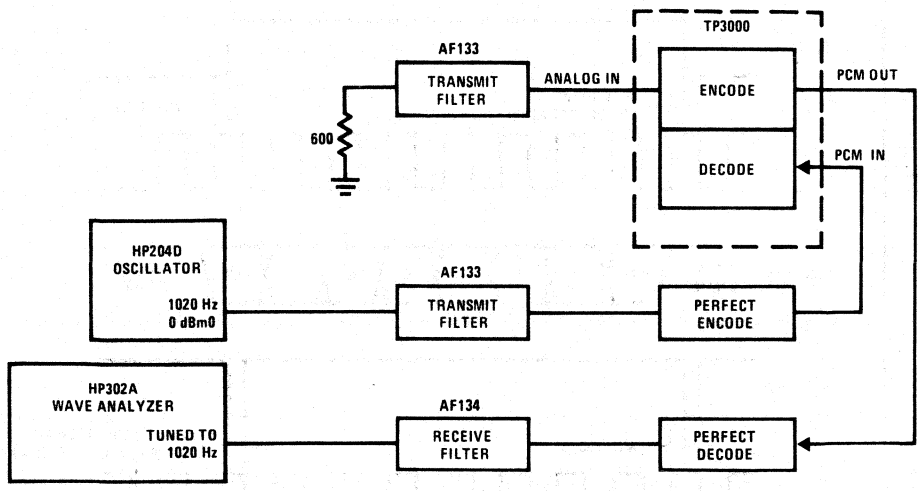 TP3000
AF133
TRANSMIT
FILTER
ANALOG IN
ENCODE
PCM OUT
600
DECODE
PCM IN
HP204D
OSCILLATOR
1020 Hz
0 dBm0
AF133
TRANSMIT
FILTER
PERFECT
ENCODE
HP302A
WAVE ANALYZER
TUNED TO
1020 Hz
AF134
RECEIVE
FILTER
PERFECT
DECODE